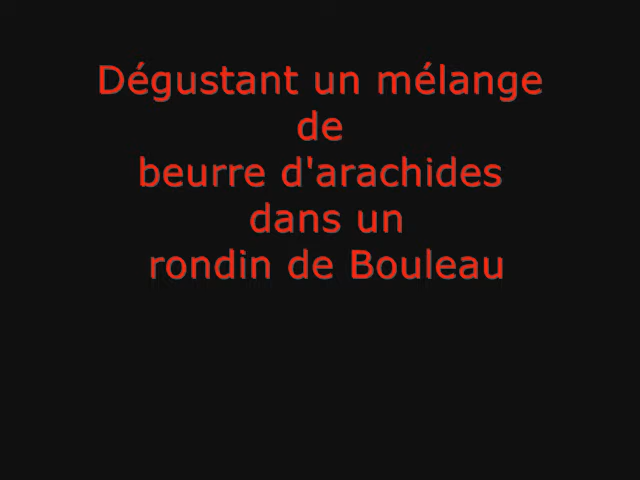 Dégustant un mélange
de
beurre d'arachides
dans un
rondin de Bouleau